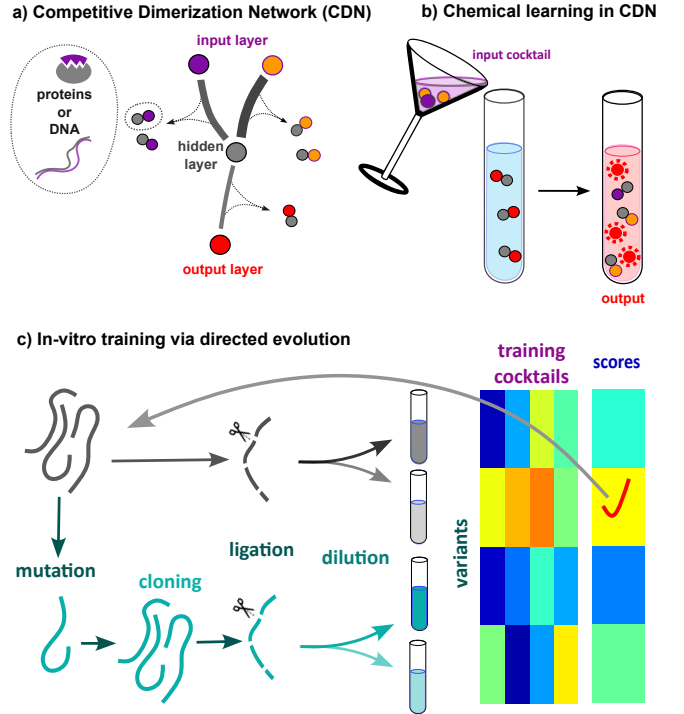 a) Competitive Dimerization Network (CDN)
input layer
proteins
or
DNA
hidden
layer
output layer
b) Chemical learning in CDN
input cocktail
output
c) In-vitro training via directed evolution
training
cocktails
scores
mutation
cloning
ligation
dilution
variants